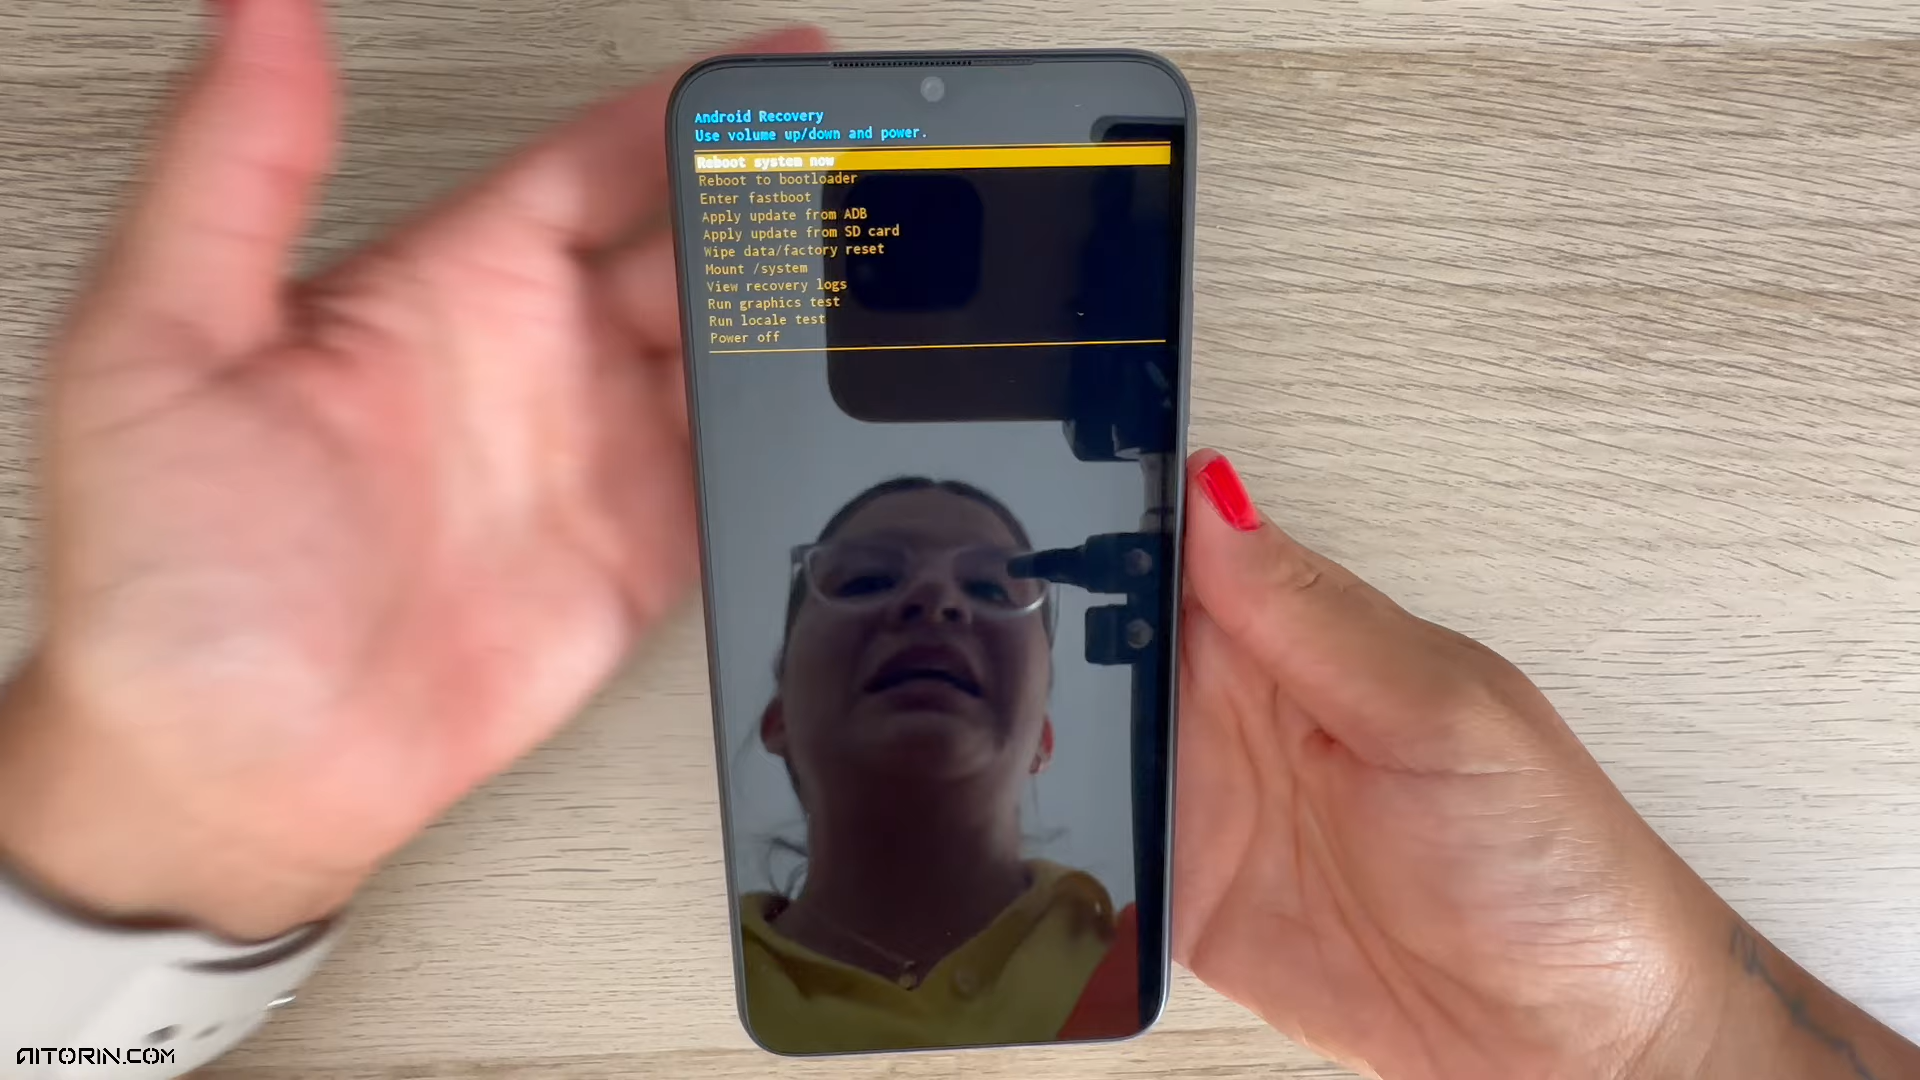 Android Recovery
Use volume up/down and power.
Reboot system now
Reboot to bootloader
Enter fastboot
Apply update from ADB
Apply update from SD card
Wipe data/factory reset
Mount /system
View recovery logs
Run graphics test
Run locale test
Power off
AITORIN.COM